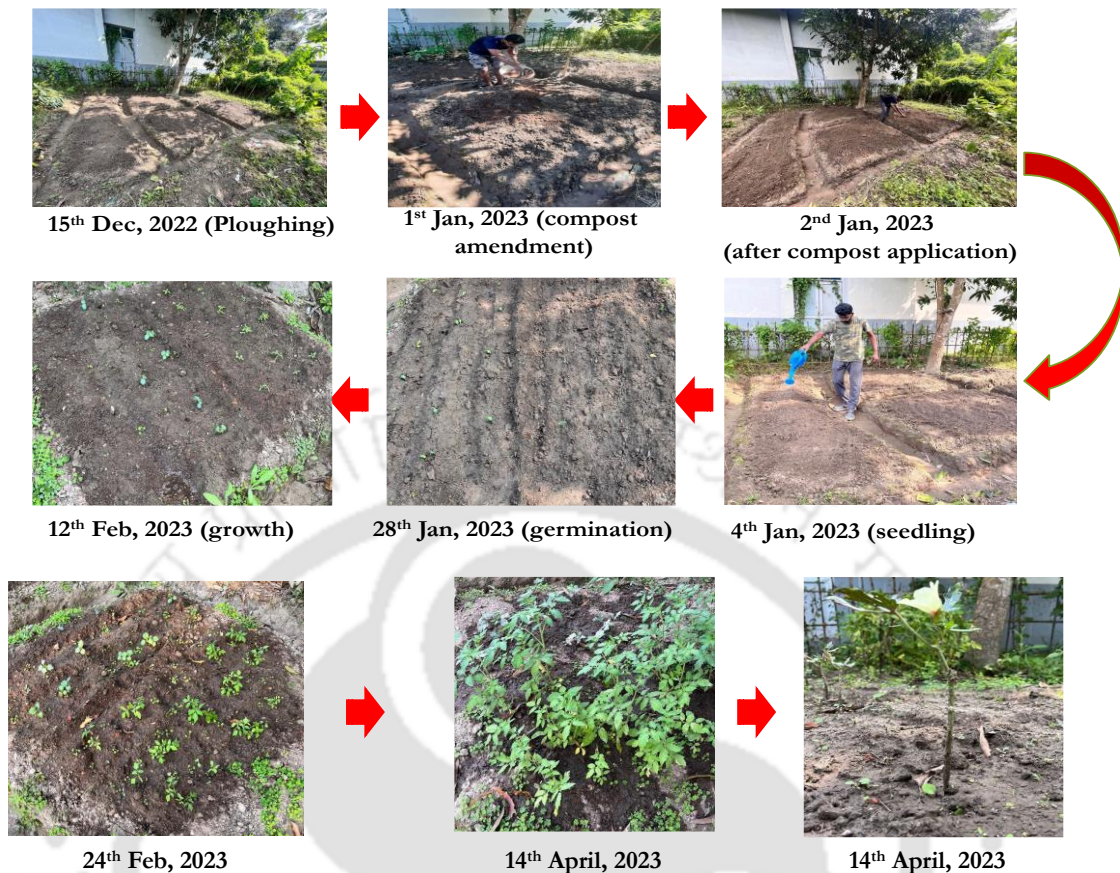 15th Dec, 2022 (Ploughing)
1st Jan, 2023 (compost
amendment)
2nd Jan, 2023
(after compost application)
12th Feb, 2023 (growth)
28th Jan, 2023 (germination)
4th Jan, 2023 (seedling)
24th Feb, 2023
14th April, 2023
14th April, 2023